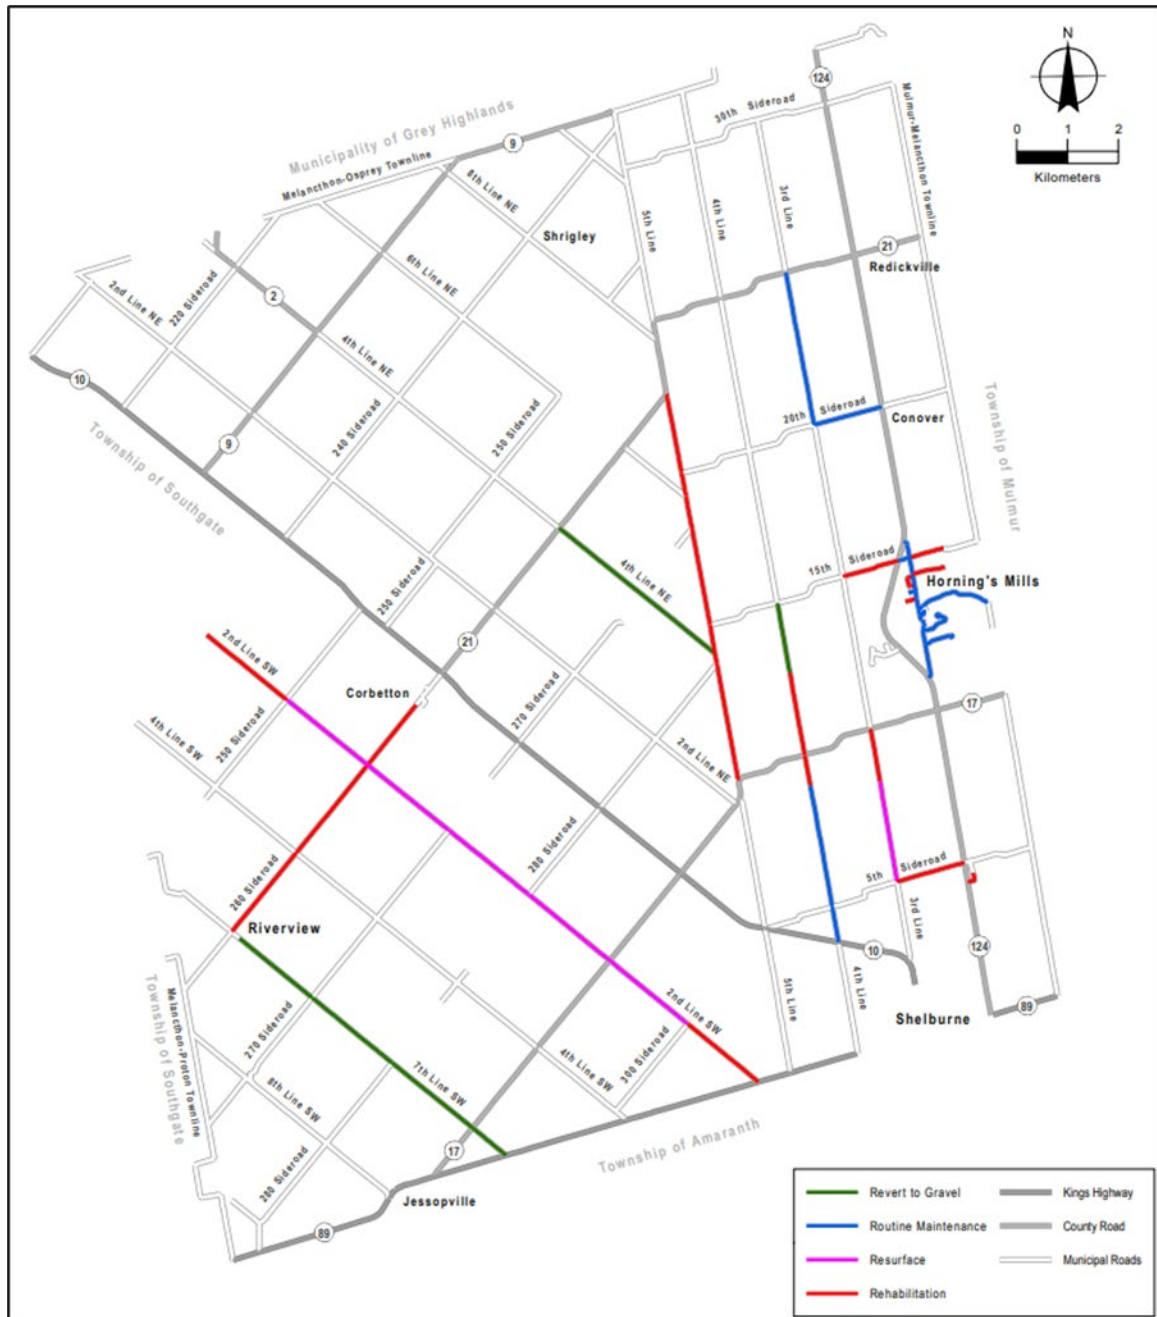 N
124
30th Sideroad
Mulmur-Melancthon Townline
0 1 2
Kilometers
Municipality of Grey Highlands
9
Melancthon-Osprey Townline
8th Line NE
Shrigley
5th Line
4th Line
3rd Line
21
Redickville
6th Line NE
220 Sideroad
2
2nd Line NE
4th Line NE
10
Township of Southgate
9
240 Sideroad
250 Sideroad
20th Sideroad
Conover
Township of Mulmur
4th Line NE
15th Sideroad
Horning's Mills
250 Sideroad
21
2nd Line SW
Corbetton
250 Sideroad
4th Line SW
270 Sideroad
2nd Line NE
17
280 Sideroad
5th Sideroad
260 Sideroad
Riverview
3rd Line
124
10
4th Line
5th Line
Shelburne
89
2nd Line SW
300 Sideroad
4th Line SW
Melancthon-Proton Townline
Township of Southgate
270 Sideroad
7th Line SW
8th Line SW
17
Township of Amaranth
280 Sideroad
Jessopville
89
Revert to Gravel
Kings Highway
Routine Maintenance
County Road
Resurface
Municipal Roads
Rehabilitation